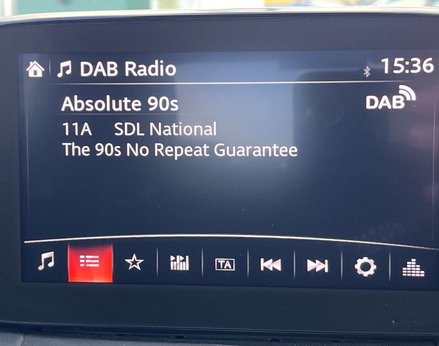 DAB Radio 15:36
Absolute 90s DAB
11A SDL National
The 90s No Repeat Guarantee
TA